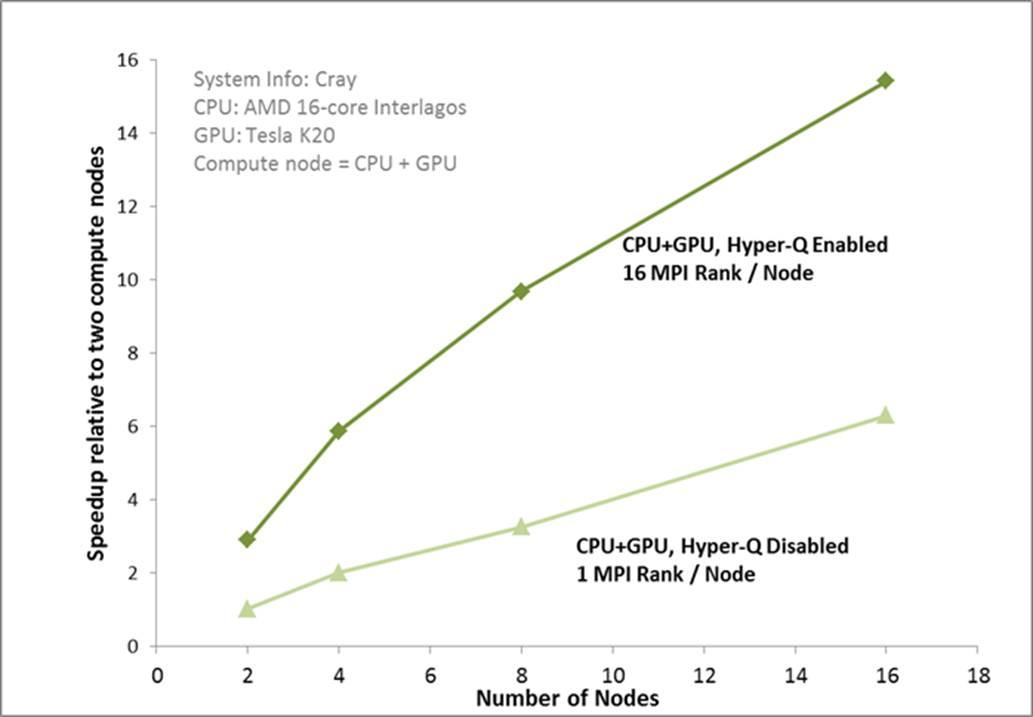 System Info: Cray
CPU: AMD 16-core Interlagos
GPU: Tesla K20
Compute node = CPU + GPU
Speedup relative to two compute nodes
16
14
12
10
8
6
4
2
0
CPU+GPU, Hyper-Q Enabled
16 MPI Rank / Node
CPU+GPU, Hyper-Q Disabled
1 MPI Rank / Node
0 2 4 6 8 10 12 14 16 18
Number of Nodes